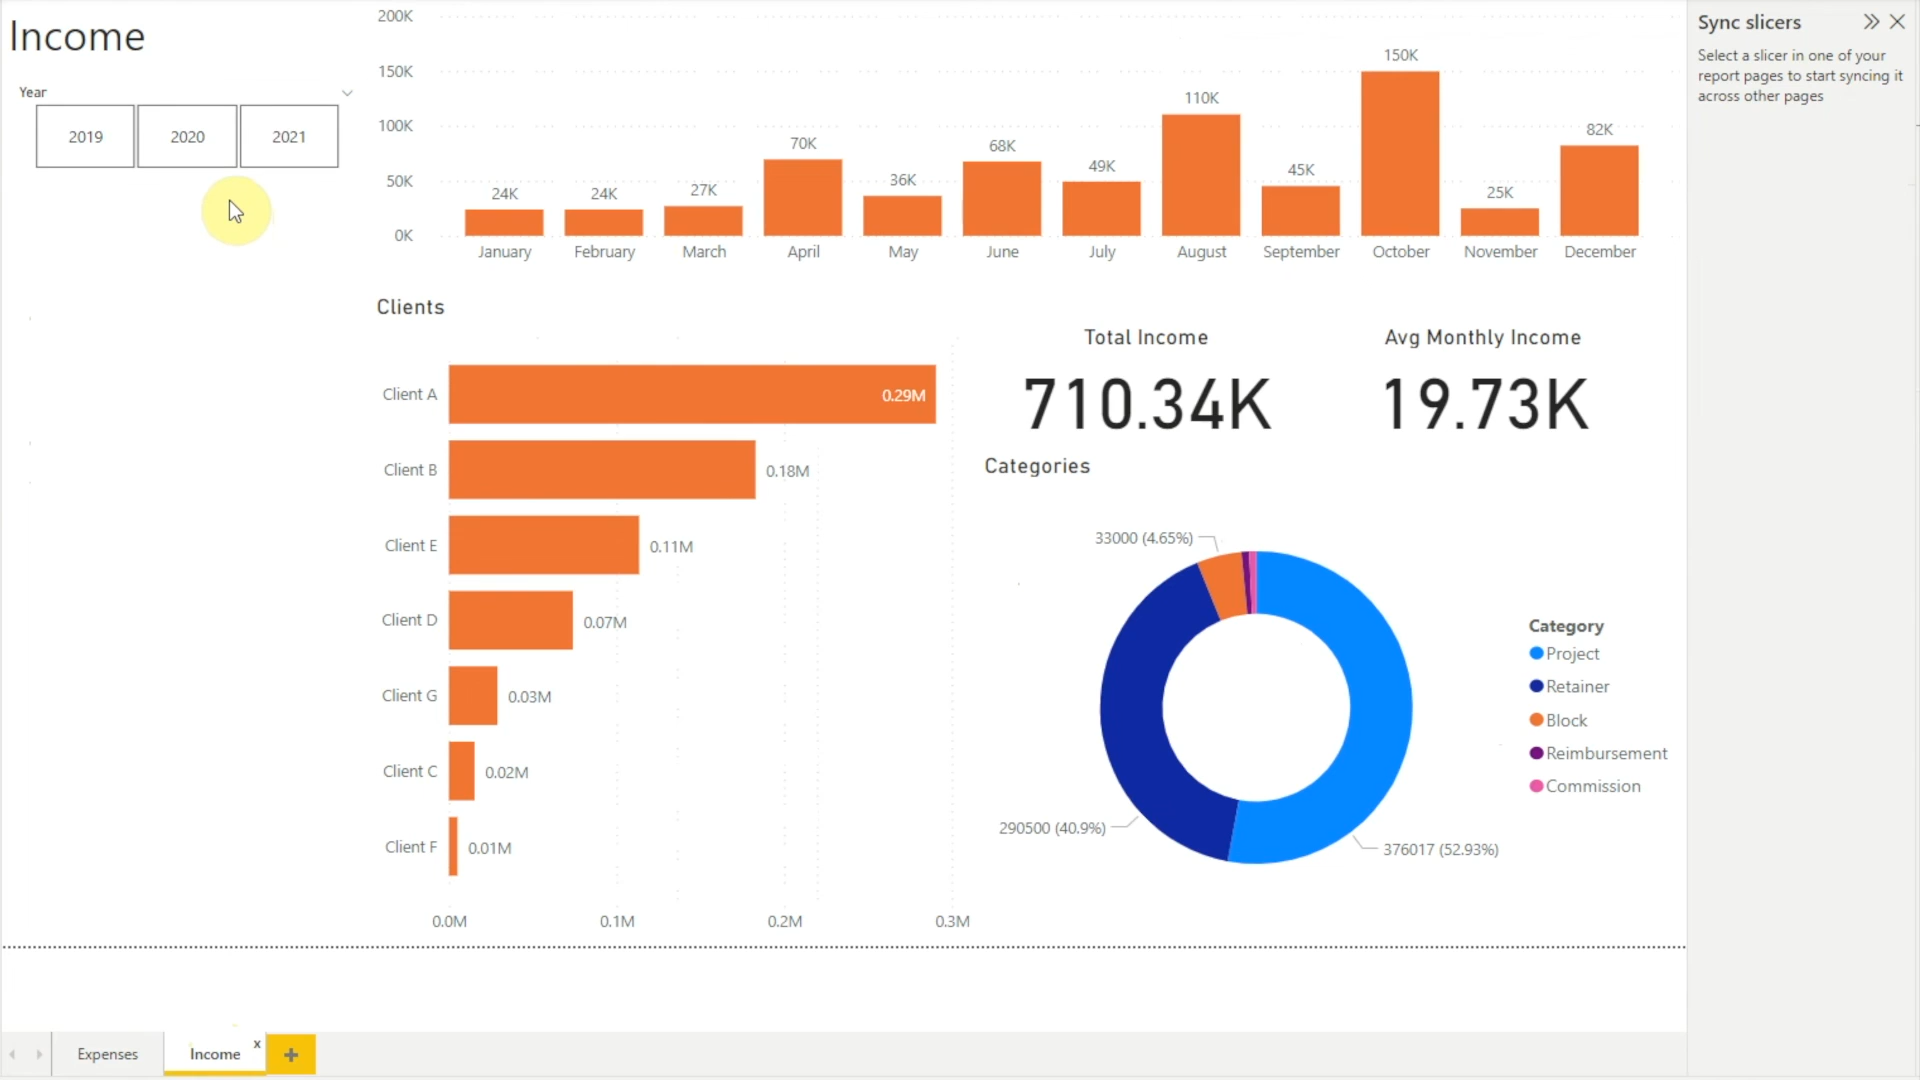 Income
Year
2019 2020 2021
200K
150K
100K
50K
0K
24K 24K 27K 70K 36K 68K 49K 110K 45K 150K 25K 82K
January February March April May June July August September October November December
Clients
Client A 0.29M
Client B 0.18M
Client E 0.11M
Client D 0.07M
Client G 0.03M
Client C 0.02M
Client F 0.01M
0.0M 0.1M 0.2M 0.3M
Total Income
710.34K
Avg Monthly Income
19.73K
Categories
33000 (4.65%)
290500 (40.9%)
376017 (52.93%)
Category
Project
Retainer
Block
Reimbursement
Commission
Sync slicers
Select a slicer in one of your
report pages to start syncing it
across other pages
Expenses Income x +